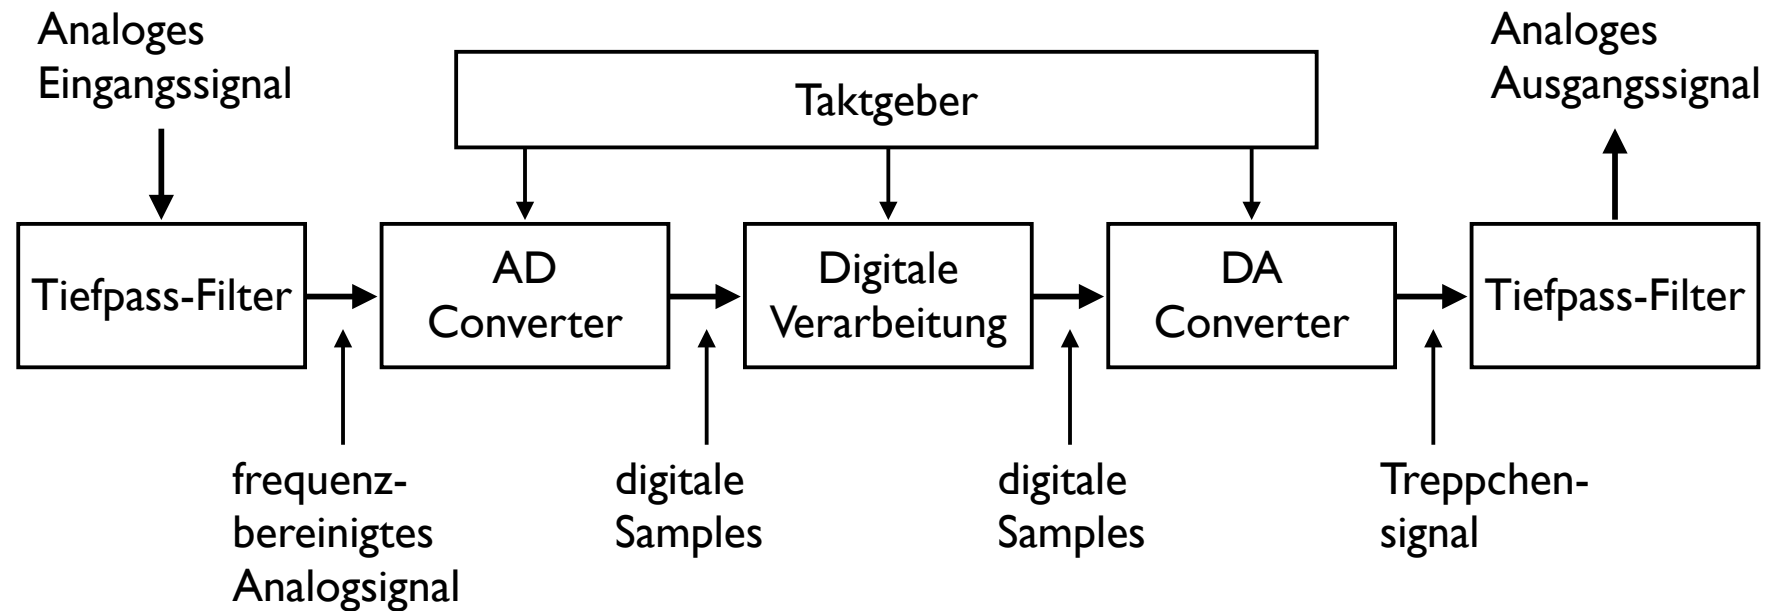 Analoges
Eingangssignal
Taktgeber
Analoges
Ausgangssignal
Tiefpass-Filter
AD
Converter
Digitale
Verarbeitung
DA
Converter
Tiefpass-Filter
frequenz-
bereinigtes
Analogsignal
digitale
Samples
digitale
Samples
Treppchen-
signal